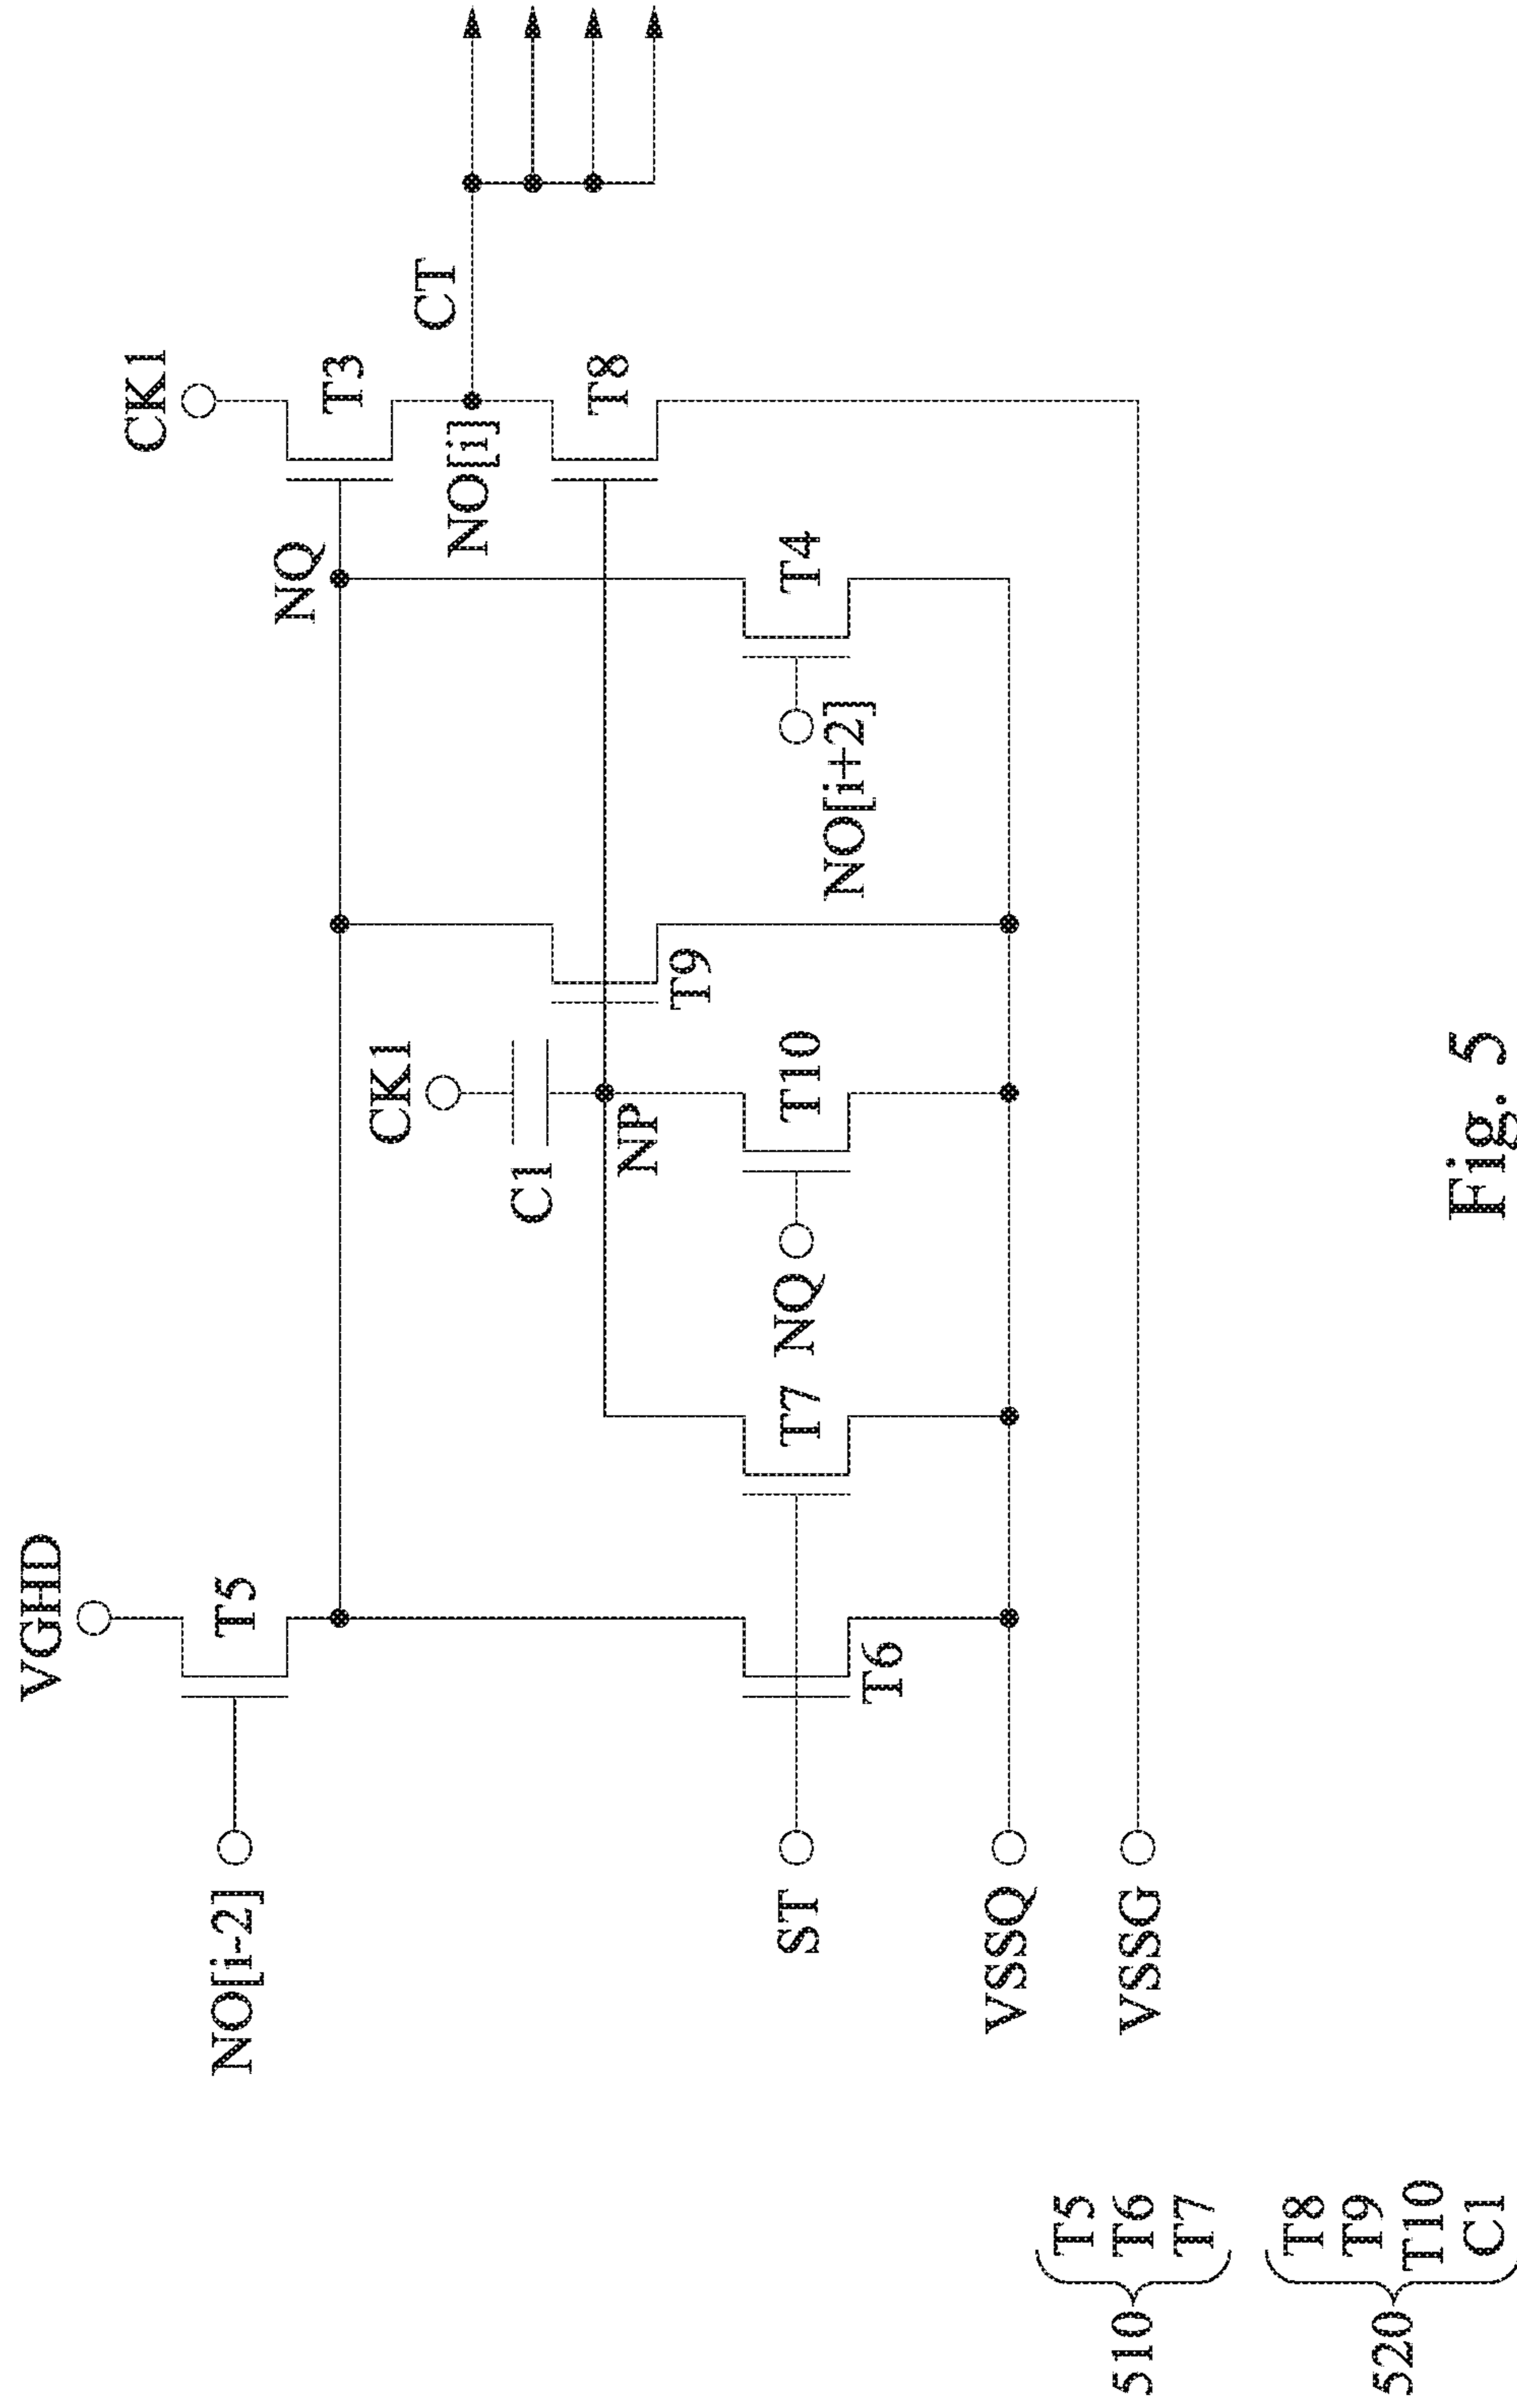 VGHD
CK1
NO[i-2]
T5
NQ
T3
CK1
CT
C1
NO[i]
NP
T9
T8
ST
T6
T7
NQ
T10
NO[i+2]
T4
VSSQ
VSSG
510
T5
T6
T7
520
T8
T9
T10
C1
Fig. 5